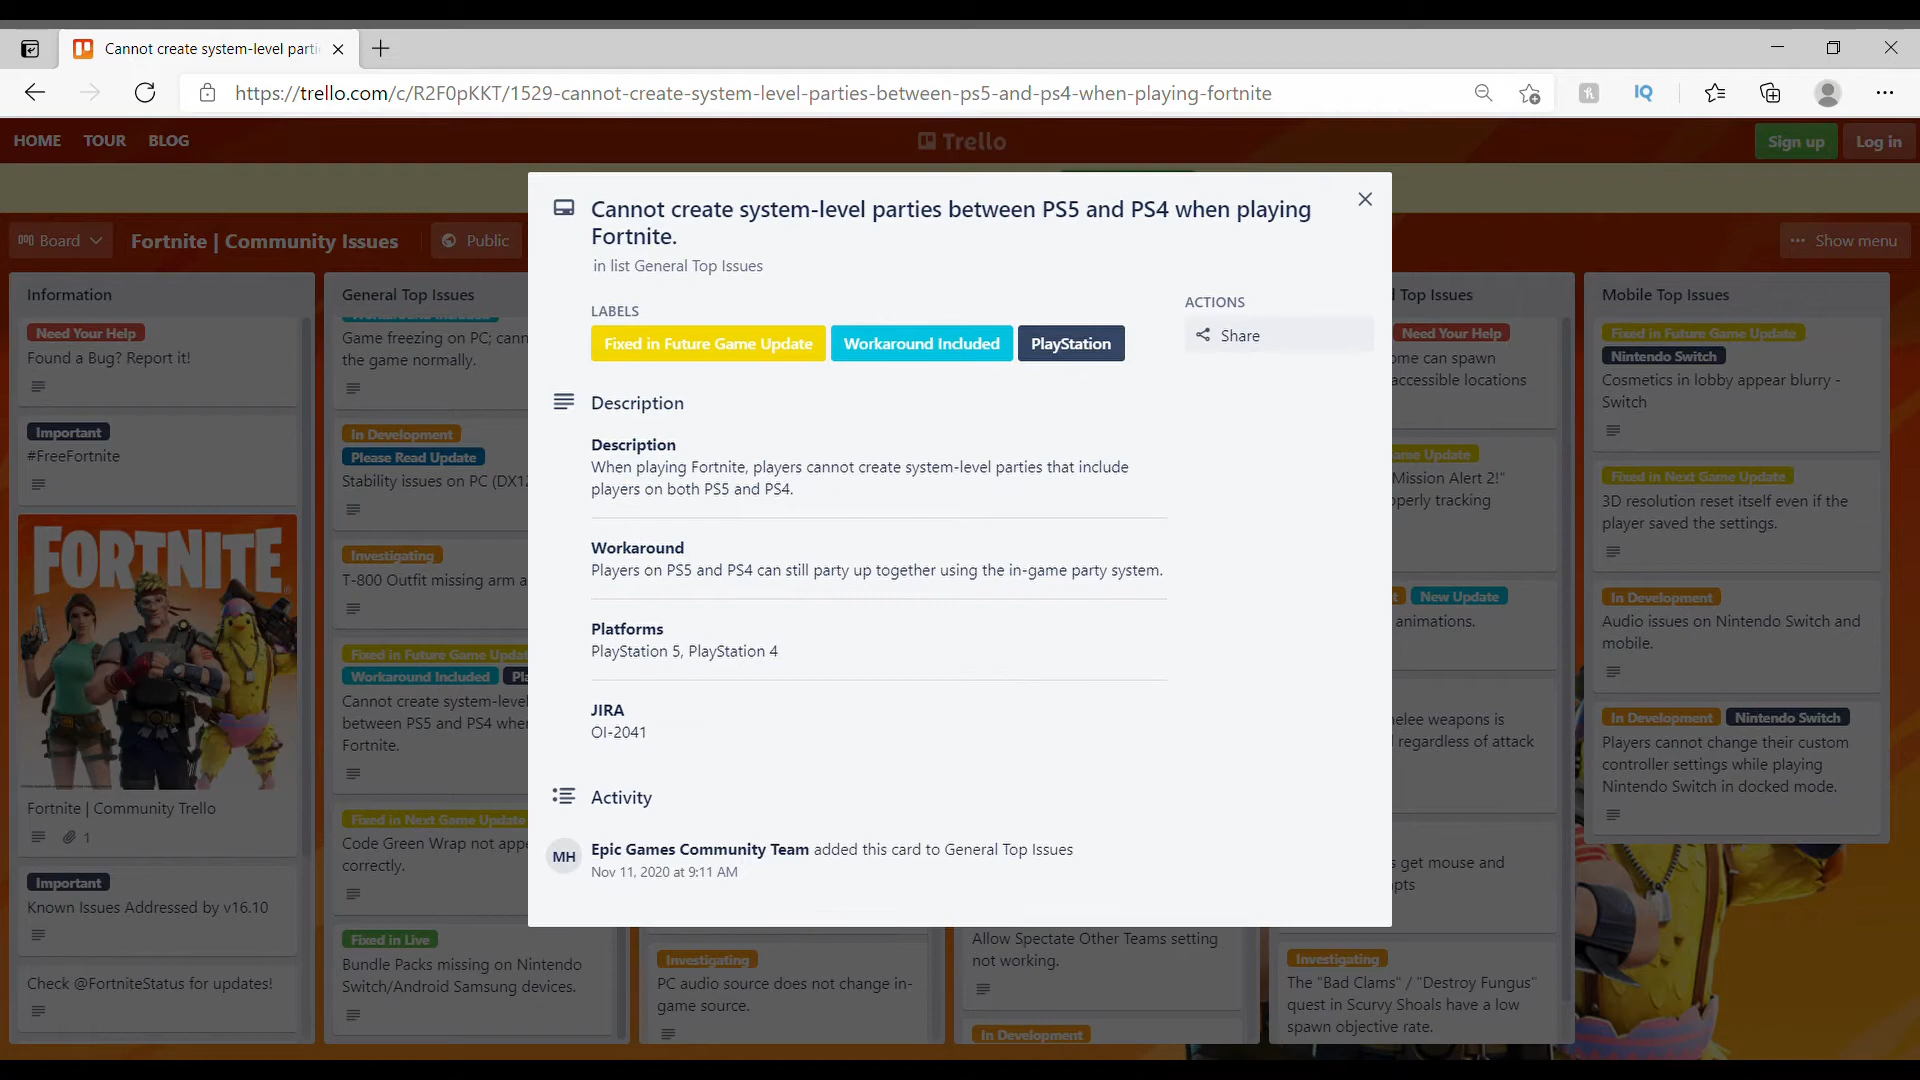 Cannot create system-level parti
https://trello.com/c/R2F0pKKT/1529-cannot-create-system-level-parties-between-ps5-and-ps4-when-playing-fortnite
IQ
HOME TOUR BLOG
Trello
Sign up Log in
Board
Fortnite | Community Issues
Public
Show menu
Information
Need Your Help
Found a Bug? Report it!
Important
#FreeFortnite
FORTNITE
Fortnite | Community Trello
1
Important
Known Issues Addressed by v16.10
Check @FortniteStatus for updates!
General Top Issues
Game freezing on PC; cann
the game normally.
In Development
Please Read Update
Stability issues on PC (DX12
Investigating
T-800 Outfit missing arm a
Fixed in Future Game Updat
Workaround Included Pla
Cannot create system-level
between PS5 and PS4 when
Fortnite.
Fixed in Next Game Update
Code Green Wrap not appe
correctly.
Fixed in Live
Bundle Packs missing on Nintendo
Switch/Android Samsung devices.
Cannot create system-level parties between PS5 and PS4 when playing
Fortnite.
in list General Top Issues
LABELS
Fixed in Future Game Update Workaround Included PlayStation
ACTIONS
Share
Description
Description
When playing Fortnite, players cannot create system-level parties that include
players on both PS5 and PS4.
Workaround
Players on PS5 and PS4 can still party up together using the in-game party system.
Platforms
PlayStation 5, PlayStation 4
JIRA
OI-2041
Activity
MH
Epic Games Community Team added this card to General Top Issues
Nov 11, 2020 at 9:11 AM
Investigating
PC audio source does not change in-
game source.
Allow Spectate Other Teams setting
not working.
In Development
d Top Issues
Need Your Help
ome can spawn
accessible locations
ame Update
Mission Alert 2!"
operly tracking
t New Update
animations.
nelee weapons is
d regardless of attack
s get mouse and
pts
Investigating
The "Bad Clams" / "Destroy Fungus"
quest in Scurvy Shoals have a low
spawn objective rate.
Mobile Top Issues
Fixed in Future Game Update
Nintendo Switch
Cosmetics in lobby appear blurry -
Switch
Fixed in Next Game Update
3D resolution reset itself even if the
player saved the settings.
In Development
Audio issues on Nintendo Switch and
mobile.
In Development Nintendo Switch
Players cannot change their custom
controller settings while playing
Nintendo Switch in docked mode.